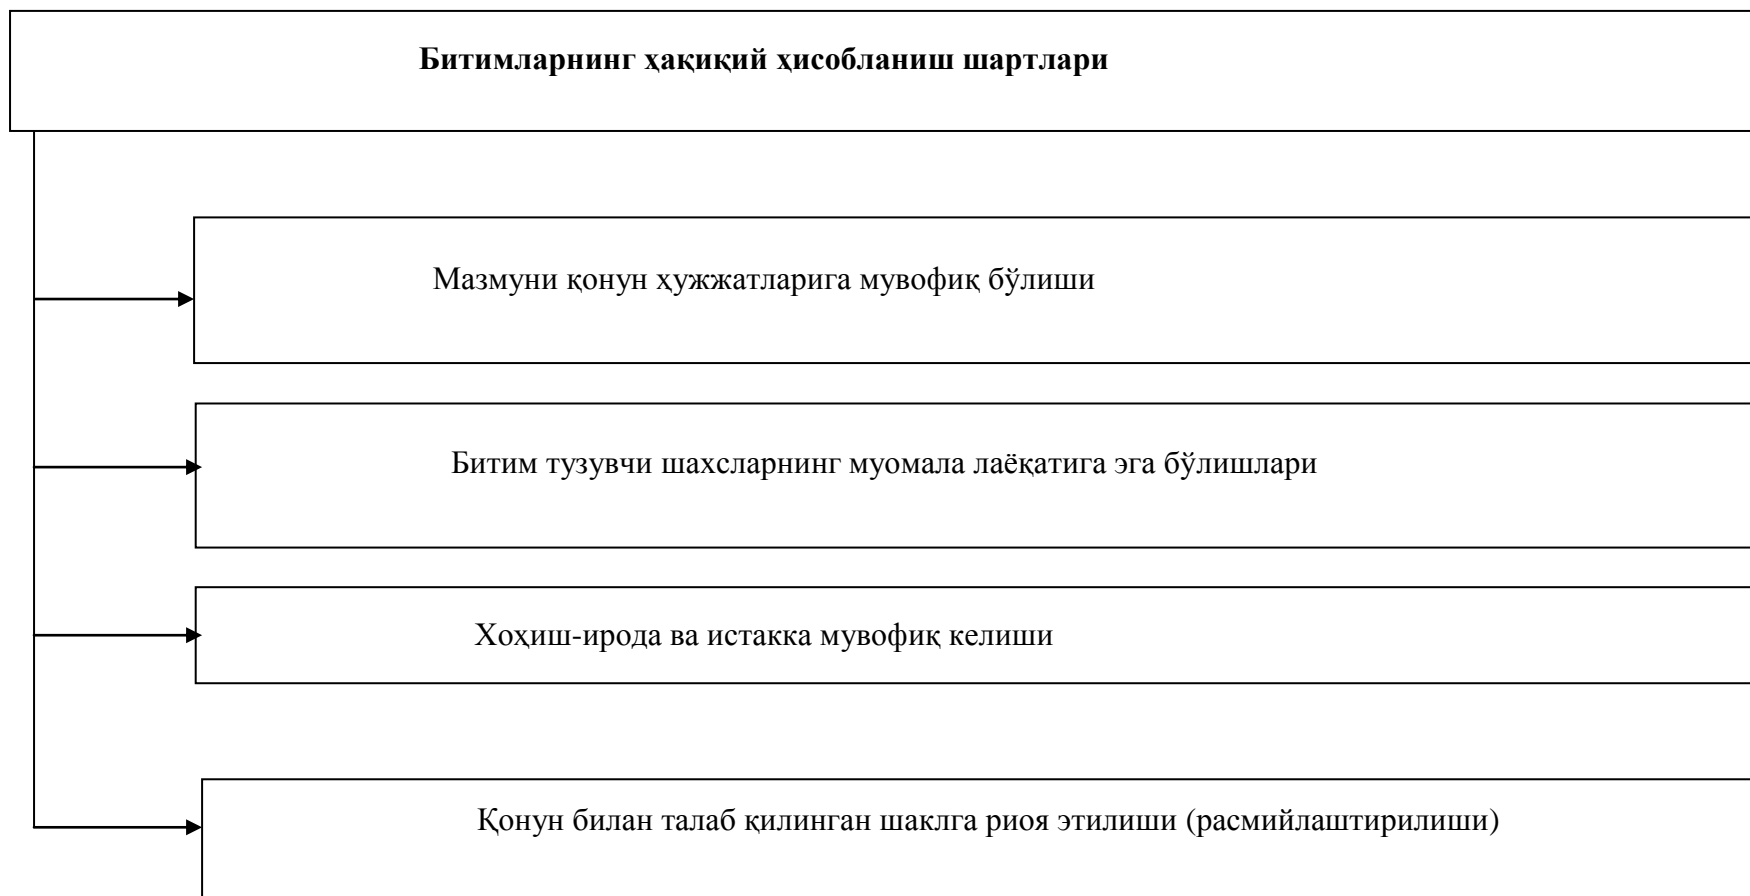 Битимларнинг ҳақиқий ҳисобланиш шартлари
Мазмуни қонун ҳужжатларига мувофиқ бўлиши
Битим тузувчи шахсларнинг муомала лаёқатига эга бўлишлари
Хоҳиш-ирода ва истакка мувофиқ келиши
Қонун билан талаб қилинган шаклга риоя этилиши (расмийлаштирилиши)